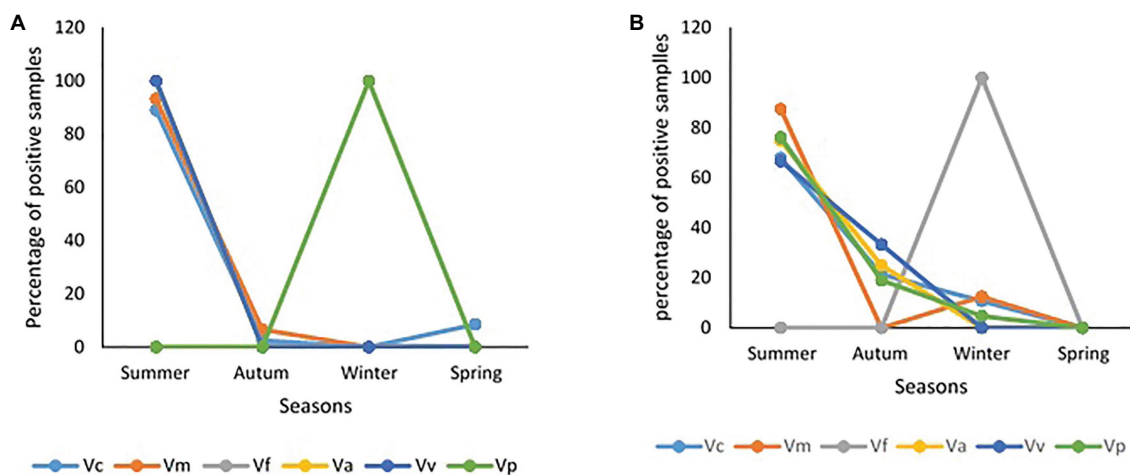 A
Percentage of positive samples
120
100
80
60
40
20
0
Summer Autum Winter Spring
Seasons
Vc Vm Vf Va Vv Vp
B
percentage of positive samplles
120
100
80
60
40
20
0
Summer Autum Winter Spring
Seasons
Vc Vm Vf Va Vv Vp